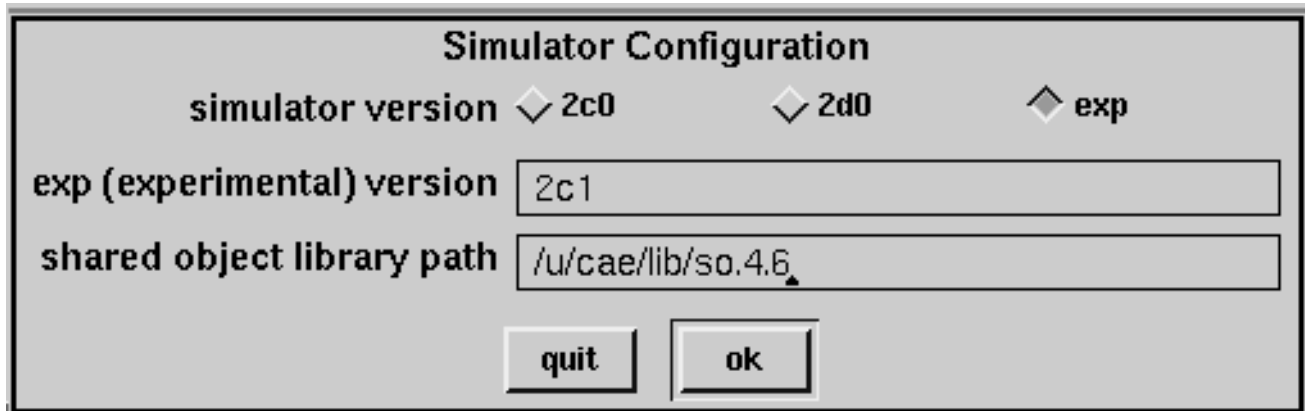 Simulator Configuration
simulator version 2c0 2d0 exp
exp (experimental) version 2c1
shared object library path /u/cae/lib/so.4.6
quit ok